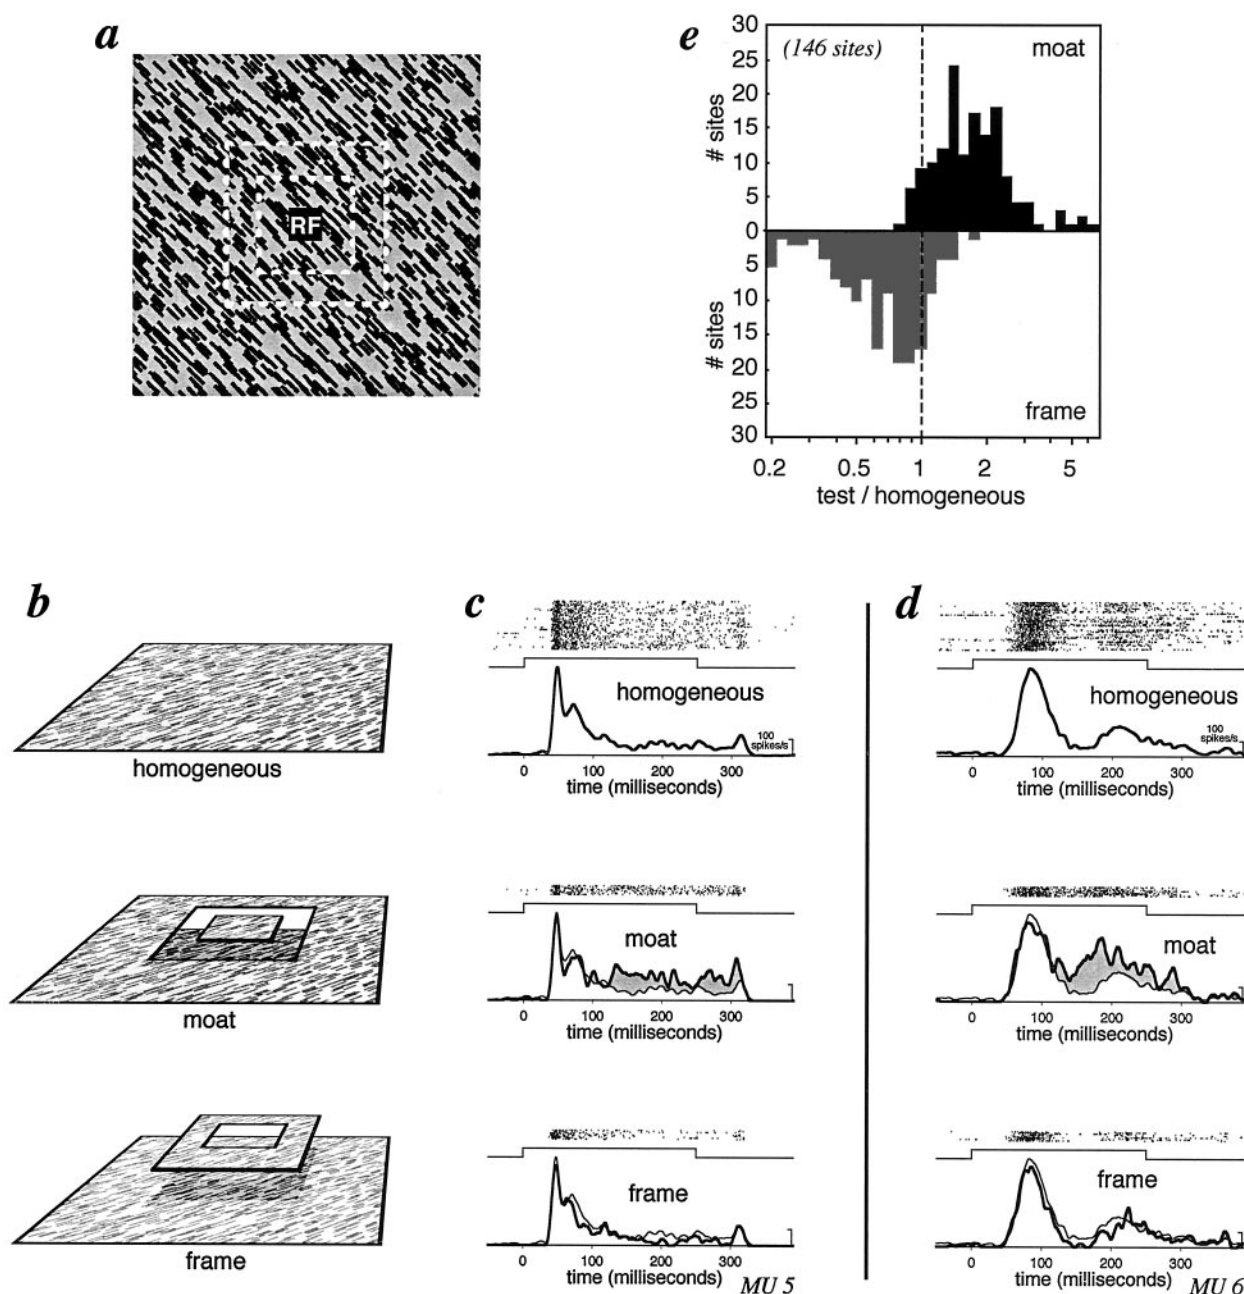 a
RF
e
30
25
20
15
10
5
0
5
10
15
20
25
30
# sites
# sites
(146 sites)
moat
frame
0.2
0.5
1
2
5
test / homogeneous
b
homogeneous
moat
frame
c
homogeneous
100
spikes/s
0
100
200
300
time (milliseconds)
moat
0
100
200
300
time (milliseconds)
frame
0
100
200
300
time (milliseconds)
MU 5
d
homogeneous
100
spikes/s
0
100
200
300
time (milliseconds)
moat
0
100
200
300
time (milliseconds)
frame
0
100
200
300
time (milliseconds)
MU 6